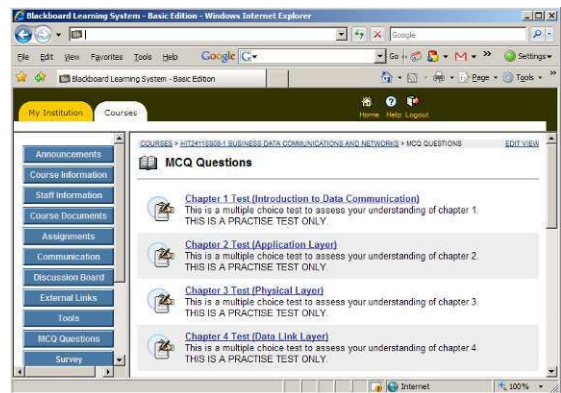 Blackboard Learning System - Basic Edition - Windows Internet Explorer
Google
File Edit View Favorites Tools Help Google G Go M Settings
Blackboard Learning System - Basic Edition Page Tools
My Institution Courses Home Help Logout
COURSES > HIT2411SS08-1 BUSINESS DATA COMMUNICATIONS AND NETWORKS > MCQ QUESTIONS EDIT VIEW
MCQ Questions
Announcements
Course Information
Staff Information
Course Documents
Assignments
Communication
Discussion Board
External Links
Tools
MCQ Questions
Survey
Chapter 1 Test (Introduction to Data Communication)
This is a multiple choice test to assess your understanding of chapter 1.
THIS IS A PRACTISE TEST ONLY.
Chapter 2 Test (Application Layer)
This is a multiple choice test to assess your understanding of chapter 2.
THIS IS A PRACTISE TEST ONLY.
Chapter 3 Test (Physical Layer)
This is a multiple choice test to assess your understanding of chapter 3.
THIS IS A PRACTISE TEST ONLY.
Chapter 4 Test (Data Link Layer)
This is a multiple choice test to assess your understanding of chapter 4.
THIS IS A PRACTISE TEST ONLY.
Internet 100%